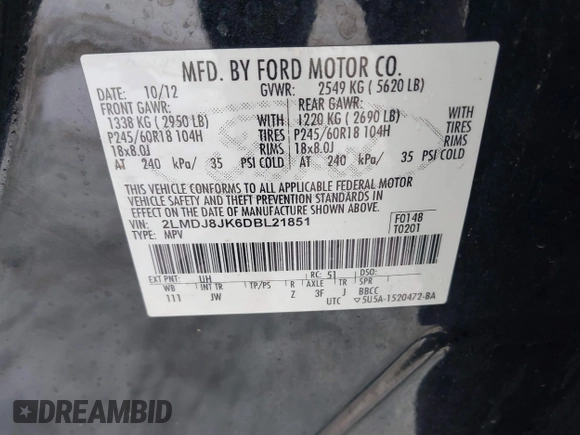 MFD. BY FORD MOTOR CO.
DATE: 10/12 GVWR: 2549 KG ( 5620 LB)
FRONT GAWR: REAR GAWR:
1338 KG ( 2950 LB) 1220 KG ( 2690 LB) WITH
P245/60R18 104H TIRES P245/60R18 104H TIRES
18x8.0J RIMS 18x8.0J RIMS
AT 240 kPa/ 35 PSI COLD AT 240 kPa/ 35 PSI COLD
THIS VEHICLE CONFORMS TO ALL APPLICABLE FEDERAL MOTOR
VEHICLE SAFETY AND THEFT PREVENTION STANDARDS IN
EFFECT ON THE DATE OF MANUFACTURE SHOWN ABOVE.
VIN: 2LMDJ8JK6DBL21851 F0148
TYPE: MPV T0201
EXT PNT: UH RC: 51 DSO:
WB INT TR TP/PS R AXLE TR SPR
111 JW Z 3F J BBCC
UTC 5U5A-1520472-BA
DREAMBID